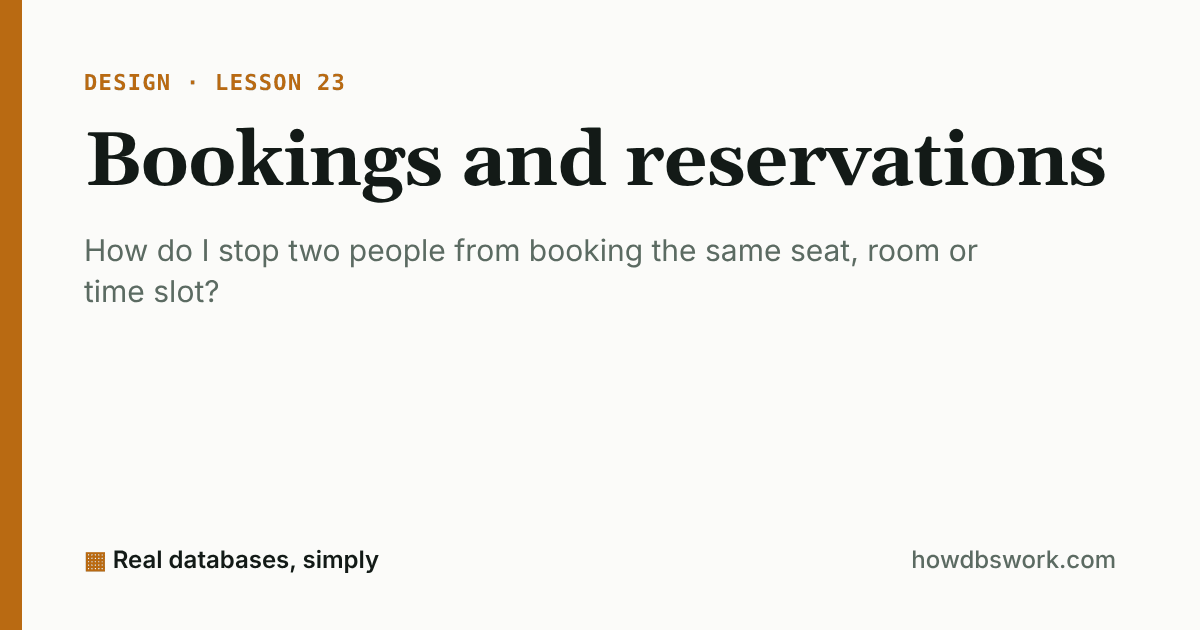 DESIGN · LESSON 23
Bookings and reservations
How do I stop two people from booking the same seat, room or
time slot?
Real databases, simply
howdbswork.com